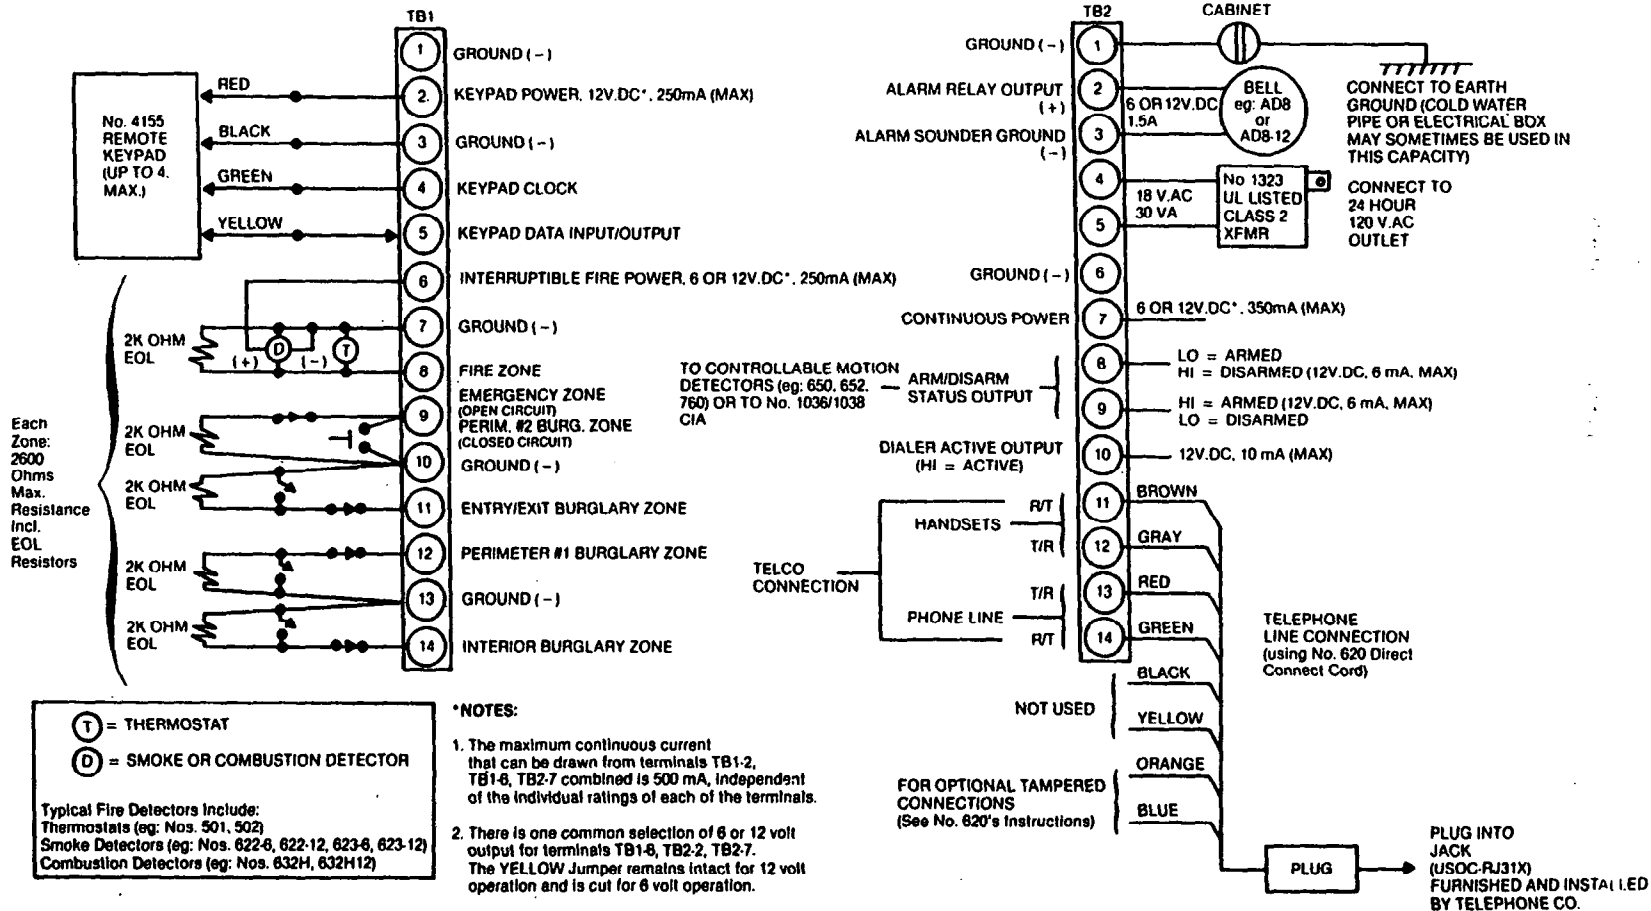 TB1
1 GROUND (-)
No. 4155
REMOTE
KEYPAD
(UP TO 4.
MAX.)
RED
2. KEYPAD POWER, 12V.DC*, 250mA (MAX)
BLACK
3 GROUND (-)
GREEN
4 KEYPAD CLOCK
YELLOW
5 KEYPAD DATA INPUT/OUTPUT
6 INTERRUPTIBLE FIRE POWER, 6 OR 12V.DC*, 250mA (MAX)
7 GROUND (-)
2K OHM
EOL
(+) D (-) T
8 FIRE ZONE
EMERGENCY ZONE
9 (OPEN CIRCUIT)
PERIM. #2 BURG. ZONE
(CLOSED CIRCUIT)
2K OHM
EOL
10 GROUND (-)
2K OHM
EOL
11 ENTRY/EXIT BURGLARY ZONE
12 PERIMETER #1 BURGLARY ZONE
2K OHM
EOL
13 GROUND (-)
2K OHM
EOL
14 INTERIOR BURGLARY ZONE
Each
Zone:
2600
Ohms
Max.
Resistance
Incl.
EOL
Resistors
T = THERMOSTAT
D = SMOKE OR COMBUSTION DETECTOR
Typical Fire Detectors Include:
Thermostats (eg: Nos. 501, 502)
Smoke Detectors (eg: Nos. 622-6, 622-12, 623-6, 623-12)
Combustion Detectors (eg: Nos. 632H, 632H12)
*NOTES:
1. The maximum continuous current
that can be drawn from terminals TB1-2,
TB1-6, TB2-7 combined is 500 mA, independent
of the individual ratings of each of the terminals.
2. There is one common selection of 6 or 12 volt
output for terminals TB1-6, TB2-2, TB2-7.
The YELLOW Jumper remains intact for 12 volt
operation and is cut for 6 volt operation.
TB2
CABINET
GROUND (-) 1
CONNECT TO EARTH
GROUND (COLD WATER
PIPE OR ELECTRICAL BOX
MAY SOMETIMES BE USED IN
THIS CAPACITY)
ALARM RELAY OUTPUT
(+)
2
6 OR 12V.DC
1.5A
BELL
eg: AD8
or
AD8-12
ALARM SOUNDER GROUND
(-)
3
4
18 V.AC
30 VA
5
No 1323
UL LISTED
CLASS 2
XFMR
CONNECT TO
24 HOUR
120 V.AC
OUTLET
GROUND (-) 6
CONTINUOUS POWER 7 6 OR 12V.DC*, 350mA (MAX)
TO CONTROLLABLE MOTION
DETECTORS (eg: 650, 652,
760) OR TO No. 1036/1038
CIA
ARM/DISARM
STATUS OUTPUT
8 LO = ARMED
HI = DISARMED (12V.DC, 6 mA, MAX)
9 HI = ARMED (12V.DC, 6 mA, MAX)
LO = DISARMED
DIALER ACTIVE OUTPUT
(HI = ACTIVE)
10 12V.DC, 10 mA (MAX)
TELCO
CONNECTION
HANDSETS
R/T 11 BROWN
T/R 12 GRAY
PHONE LINE
T/R 13 RED
R/T 14 GREEN
NOT USED
BLACK
YELLOW
FOR OPTIONAL TAMPERED
CONNECTIONS
(See No. 620's Instructions)
ORANGE
BLUE
TELEPHONE
LINE CONNECTION
(using No. 620 Direct
Connect Cord)
PLUG
PLUG INTO
JACK
(USOC-RJ31X)
FURNISHED AND INSTALLED
BY TELEPHONE CO.